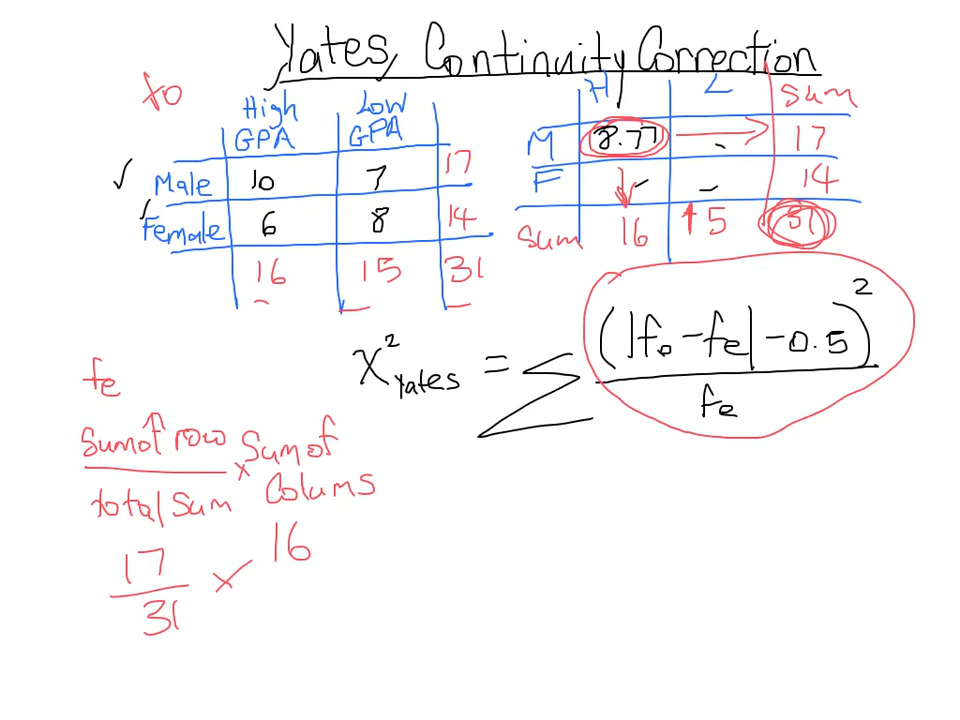 Yates, Continuity Correction
fo
High GPA Low GPA
Male 10 7 17
Female 6 8 14
16 15 31
H L Sum
M 8.77 17
F 14
Sum 16 15 31
χ²Yates = Σ (|fo - fe| - 0.5)² / fe
fe
Sum of row / total Sum × Sum of Colums
17 / 31 × 16